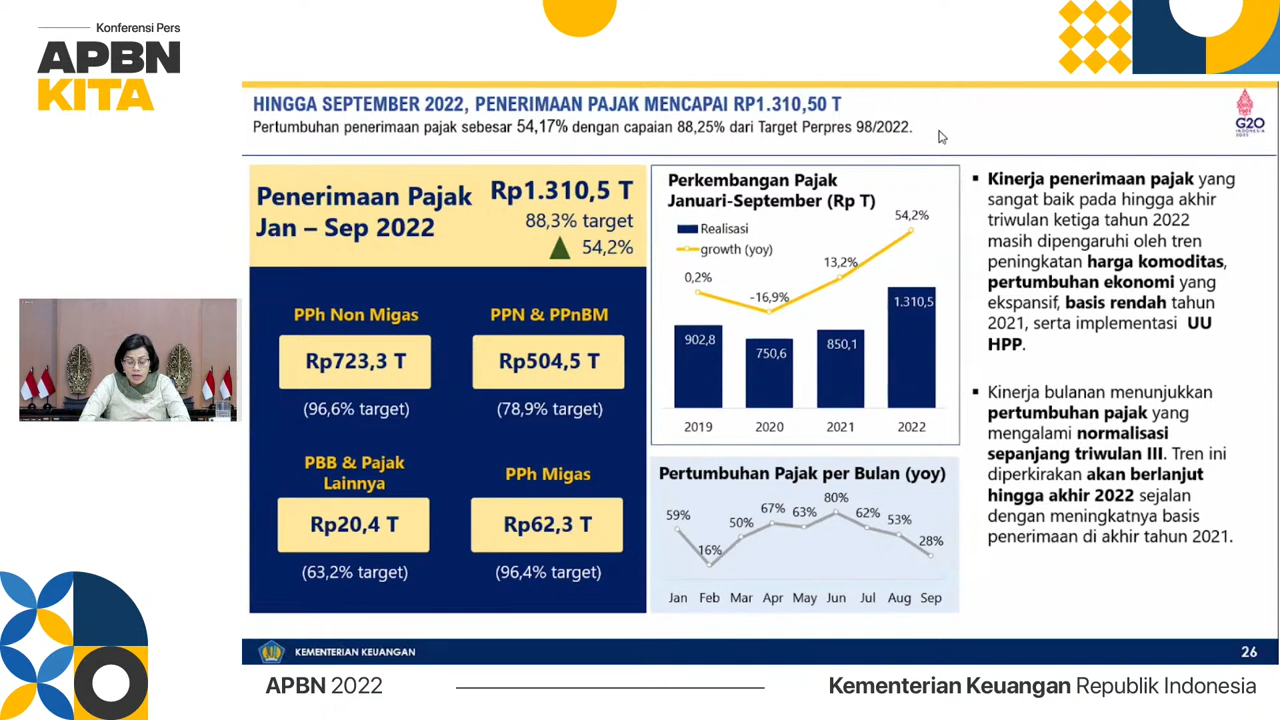 Konferensi Pers
APBN
KITA
HINGGA SEPTEMBER 2022, PENERIMAAN PAJAK MENCAPAI RP1.310,50 T
Pertumbuhan penerimaan pajak sebesar 54,17% dengan capaian 88,25% dari Target Perpres 98/2022.
G20
Penerimaan Pajak
Jan – Sep 2022
Rp1.310,5 T
88,3% target
54,2%
PPh Non Migas
Rp723,3 T
(96,6% target)
PPN & PPnBM
Rp504,5 T
(78,9% target)
PBB & Pajak
Lainnya
Rp20,4 T
(63,2% target)
PPh Migas
Rp62,3 T
(96,4% target)
Perkembangan Pajak
Januari-September (Rp T)
Realisasi
growth (yoy)
0,2%
-16,9%
13,2%
54,2%
902,8
750,6
850,1
1.310,5
2019 2020 2021 2022
Pertumbuhan Pajak per Bulan (yoy)
59% 16% 50% 67% 63% 80% 62% 53% 28%
Jan Feb Mar Apr May Jun Jul Aug Sep
▪ Kinerja penerimaan pajak yang
sangat baik pada hingga akhir
triwulan ketiga tahun 2022
masih dipengaruhi oleh tren
peningkatan harga komoditas,
pertumbuhan ekonomi yang
ekspansif, basis rendah tahun
2021, serta implementasi UU
HPP.
▪ Kinerja bulanan menunjukkan
pertumbuhan pajak yang
mengalami normalisasi
sepanjang triwulan III. Tren ini
diperkirakan akan berlanjut
hingga akhir 2022 sejalan
dengan meningkatnya basis
penerimaan di akhir tahun 2021.
KEMENTERIAN KEUANGAN
26
APBN 2022
Kementerian Keuangan Republik Indonesia